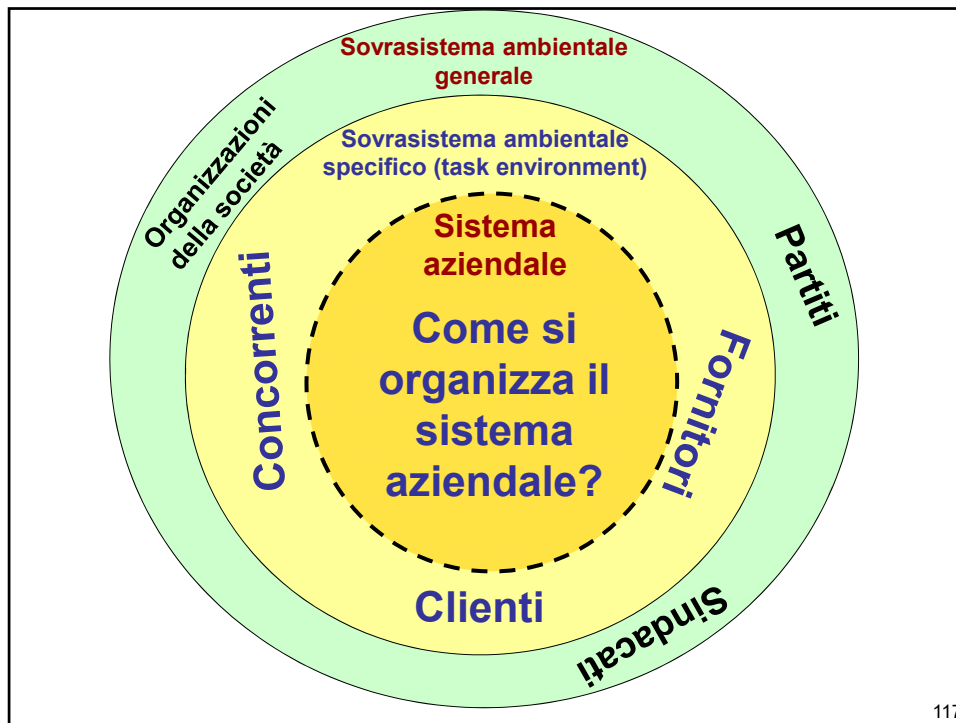 Sovrasistema ambientale
generale
Organizzazioni
della società
Sovrasistema ambientale
specifico (task environment)
Partiti
Sistema
aziendale
Concorrenti
Come si
organizza il
sistema
aziendale?
Fornitori
Clienti
Sindacati
117